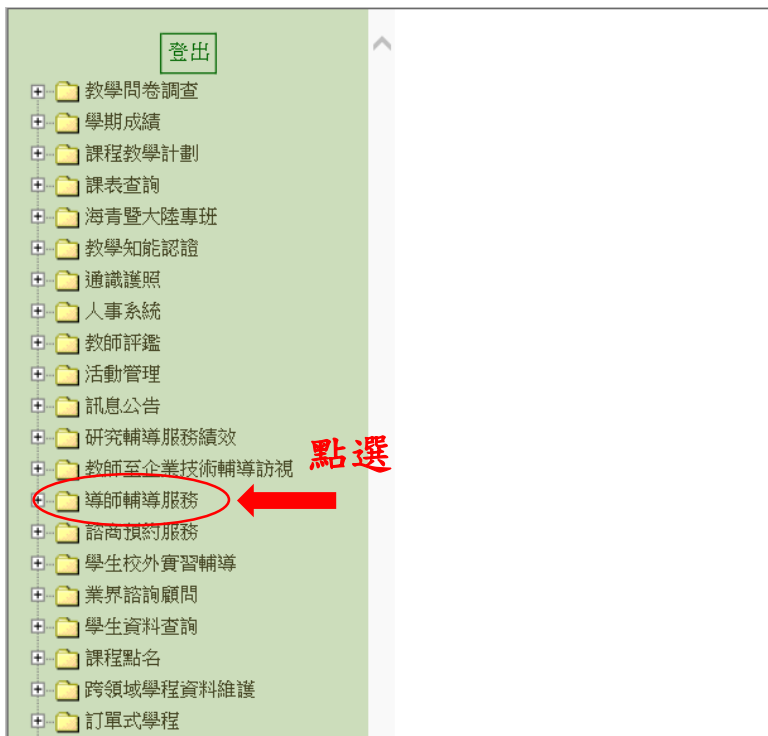 登出
教學問卷調查
學期成績
課程教學計劃
課表查詢
海青暨大陸專班
教學知能認證
通識護照
人事系統
教師評鑑
活動管理
訊息公告
研究輔導服務績效
點選
教師至企業技術輔導訪視
導師輔導服務
諮商預約服務
學生校外實習輔導
業界諮詢顧問
學生資料查詢
課程點名
跨領域學程資料維護
訂單式學程